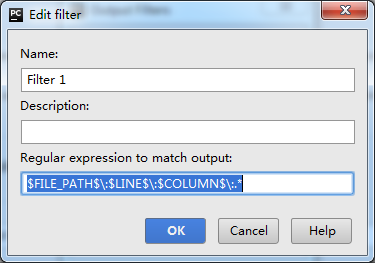 PC
Edit filter
Name:
Filter 1
Description:
Regular expression to match output:
$FILE_PATH$\:$LINE$\:$COLUMN$\:.*
OK
Cancel
Help